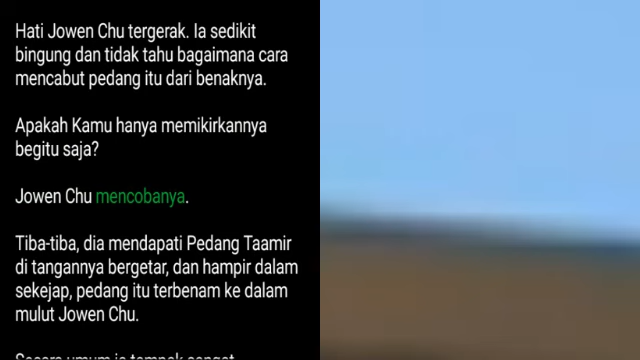 Hati Jowen Chu tergerak. Ia sedikit
bingung dan tidak tahu bagaimana cara
mencabut pedang itu dari benaknya.
Apakah Kamu hanya memikirkannya
begitu saja?
Jowen Chu mencobanya.
Tiba-tiba, dia mendapati Pedang Taamir
di tangannya bergetar, dan hampir dalam
sekejap, pedang itu terbenam ke dalam
mulut Jowen Chu.